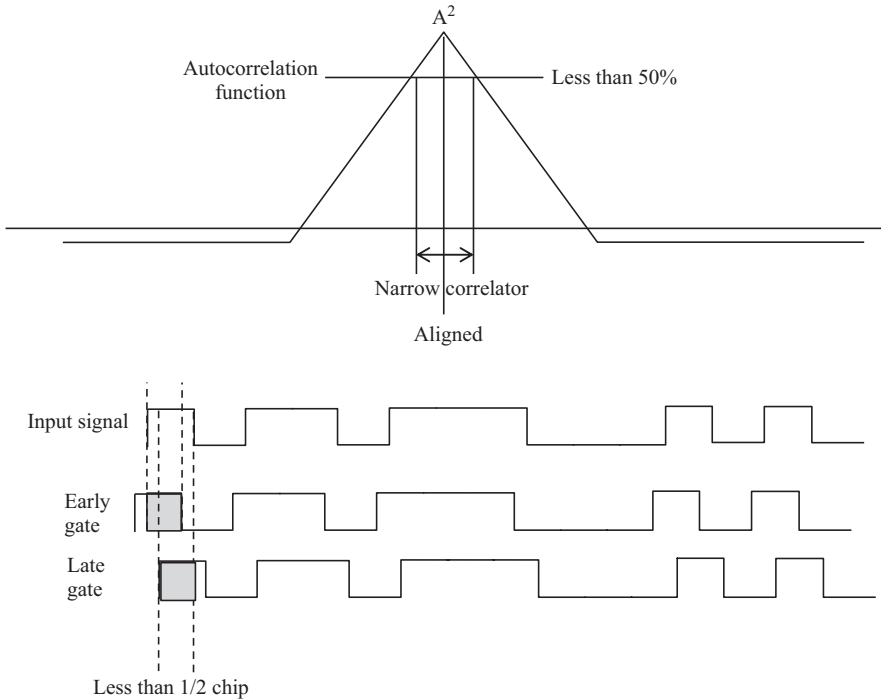 A²
Autocorrelation
function
Less than 50%
Narrow correlator
Aligned
Input signal
Early
gate
Late
gate
Less than 1/2 chip